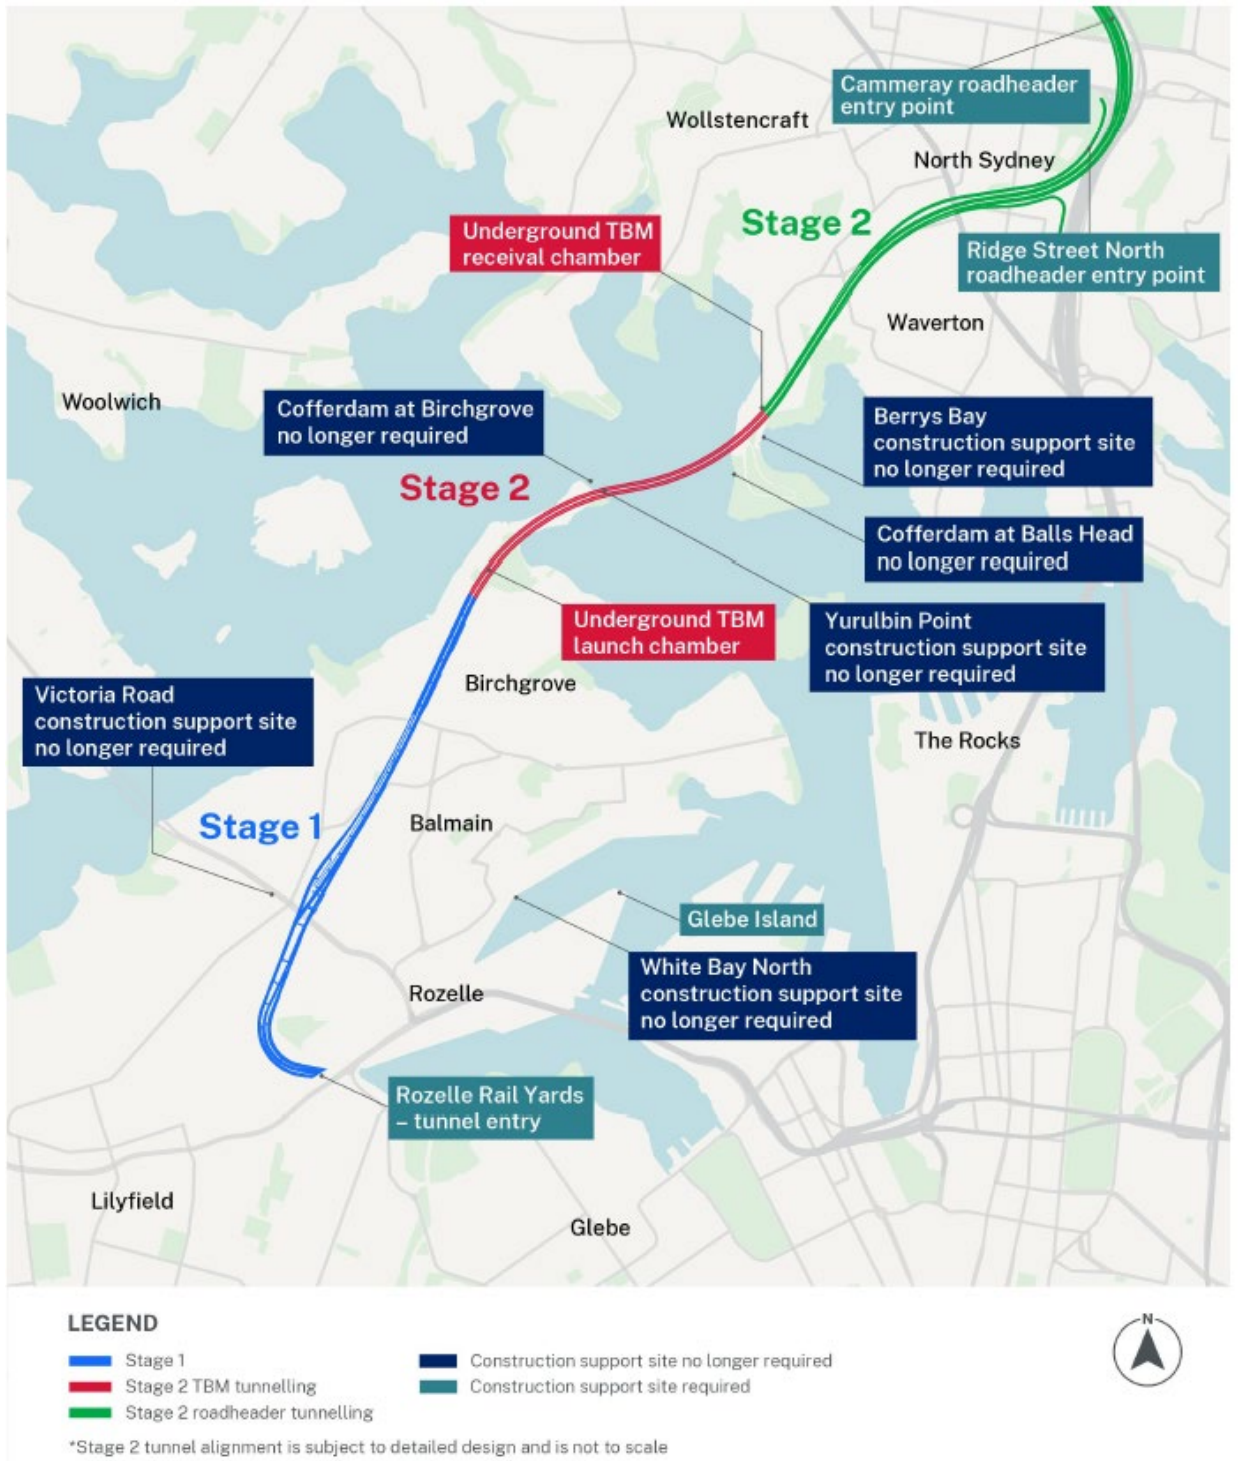 Cammeray roadheader
entry point
Wollstencraft
North Sydney
Stage 2
Underground TBM
receival chamber
Ridge Street North
roadheader entry point
Waverton
Woolwich
Cofferdam at Birchgrove
no longer required
Berrys Bay
construction support site
no longer required
Stage 2
Cofferdam at Balls Head
no longer required
Underground TBM
launch chamber
Yurulbin Point
construction support site
no longer required
Birchgrove
Victoria Road
construction support site
no longer required
The Rocks
Stage 1
Balmain
Glebe Island
White Bay North
construction support site
no longer required
Rozelle
Rozelle Rail Yards
– tunnel entry
Lilyfield
Glebe
LEGEND
Stage 1
Stage 2 TBM tunnelling
Stage 2 roadheader tunnelling
Construction support site no longer required
Construction support site required
N
*Stage 2 tunnel alignment is subject to detailed design and is not to scale